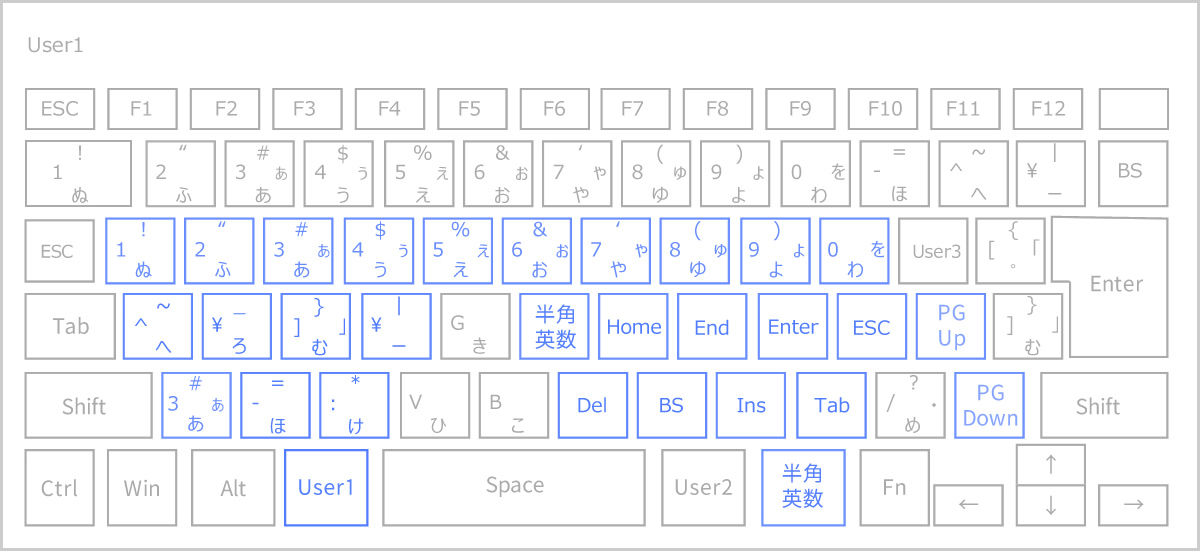 User1
ESC F1 F2 F3 F4 F5 F6 F7 F8 F9 F10 F11 F12
! “ # $ % & ‘ ( ) = ~ |
1 2 3 ぁ 4 ぅ 5 ぇ 6 ぉ 7 ゃ 8 ゅ 9 ょ 0 を - ^ ¥ BS
ぬ ふ あ う え お や ゆ よ わ ほ へ ー
! “ # $ % & ‘ ( ) {
ESC 1 2 3 ぁ 4 ぅ 5 ぇ 6 ぉ 7 ゃ 8 ゅ 9 ょ 0 を User3 [ 「
ぬ ふ あ う え お や ゆ よ わ ゜
Enter
~ _ } | 半角 PG }
Tab ^ ¥ ] 」 ¥ G Home End Enter ESC ] 」
へ ろ む ー き 英数 Up む
# = * ? PG
Shift 3 ぁ - : V B Del BS Ins Tab / ・ Shift
あ ほ け ひ こ め Down
↑
Ctrl Win Alt User1 Space User2 半角 Fn
英数
← ↓ →